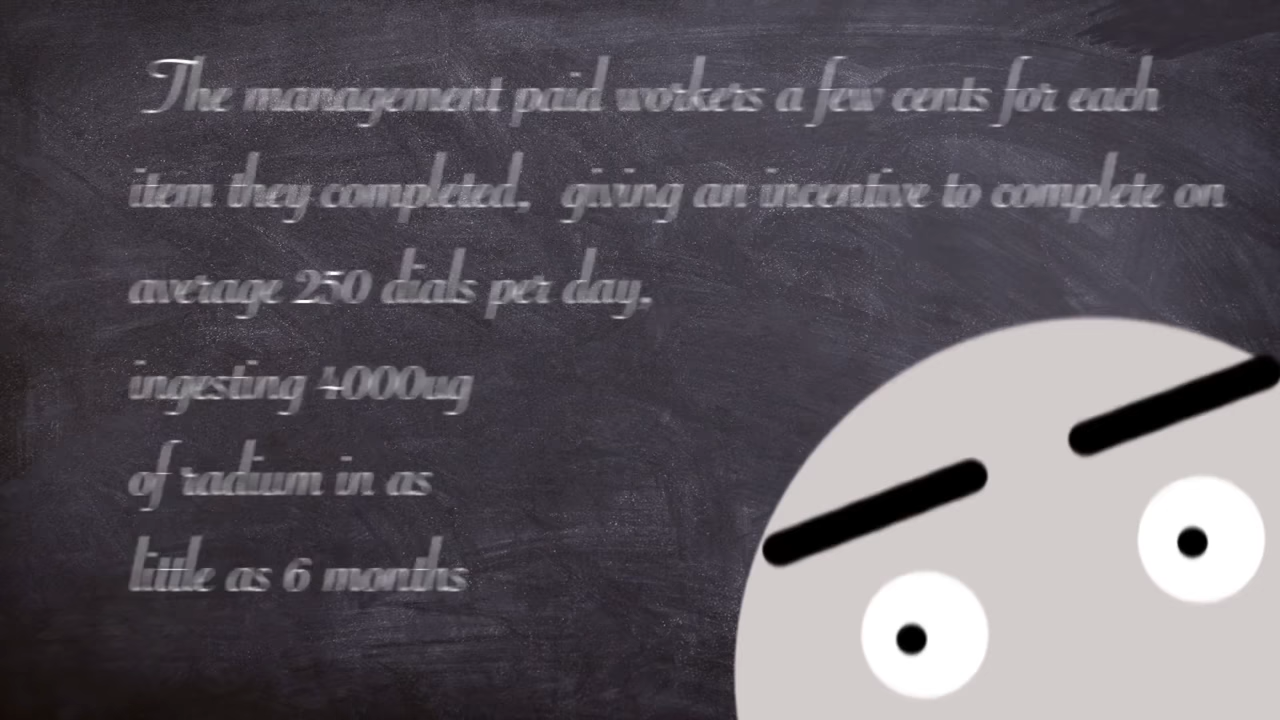 The management paid workers a few cents for each
item they completed, giving an incentive to complete on
average 250 dials per day,
ingesting 4000ug
of radium in as
little as 6 months